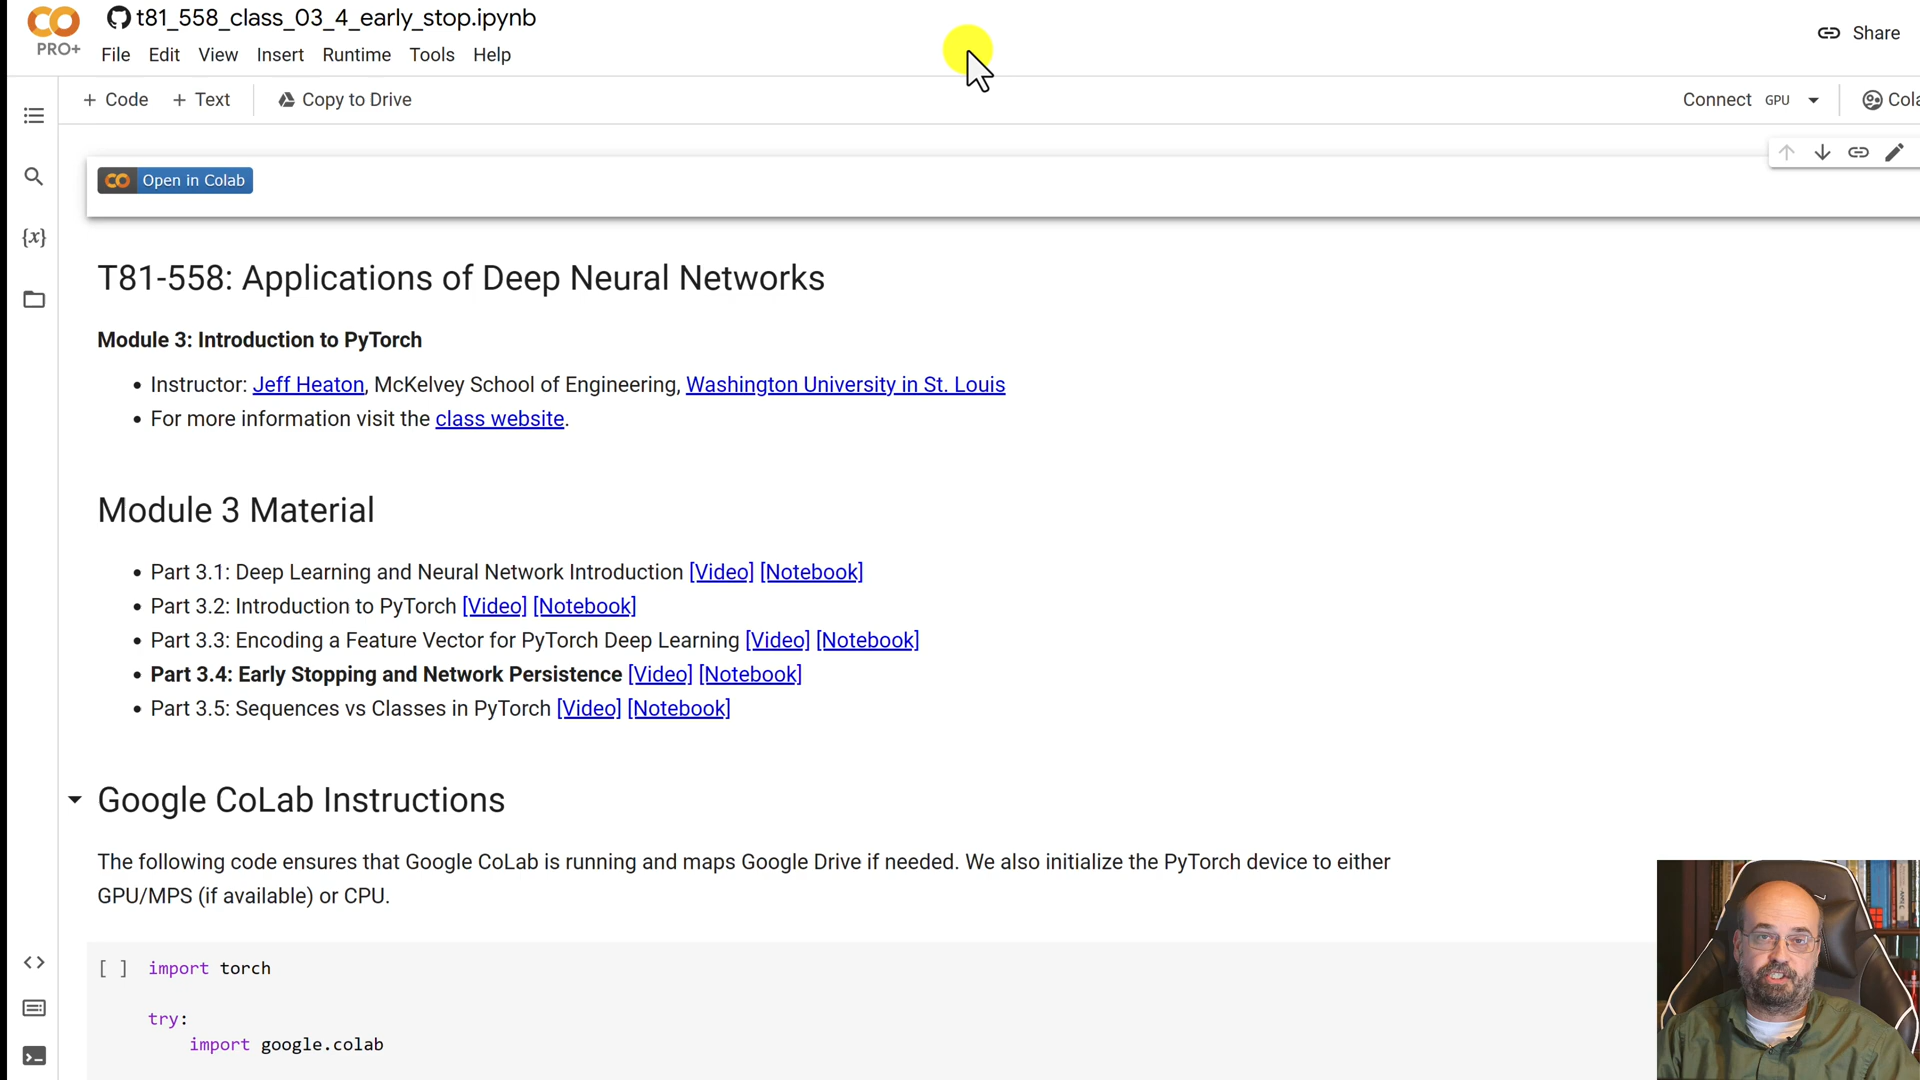 t81_558_class_03_4_early_stop.ipynb
PRO+
File Edit View Insert Runtime Tools Help
Share
+ Code + Text Copy to Drive
Connect GPU
{x}
Open in Colab
T81-558: Applications of Deep Neural Networks
Module 3: Introduction to PyTorch
• Instructor: Jeff Heaton, McKelvey School of Engineering, Washington University in St. Louis
• For more information visit the class website.
Module 3 Material
• Part 3.1: Deep Learning and Neural Network Introduction [Video] [Notebook]
• Part 3.2: Introduction to PyTorch [Video] [Notebook]
• Part 3.3: Encoding a Feature Vector for PyTorch Deep Learning [Video] [Notebook]
• Part 3.4: Early Stopping and Network Persistence [Video] [Notebook]
• Part 3.5: Sequences vs Classes in PyTorch [Video] [Notebook]
Google CoLab Instructions
The following code ensures that Google CoLab is running and maps Google Drive if needed. We also initialize the PyTorch device to either
GPU/MPS (if available) or CPU.
[ ] import torch
try:
import google.colab